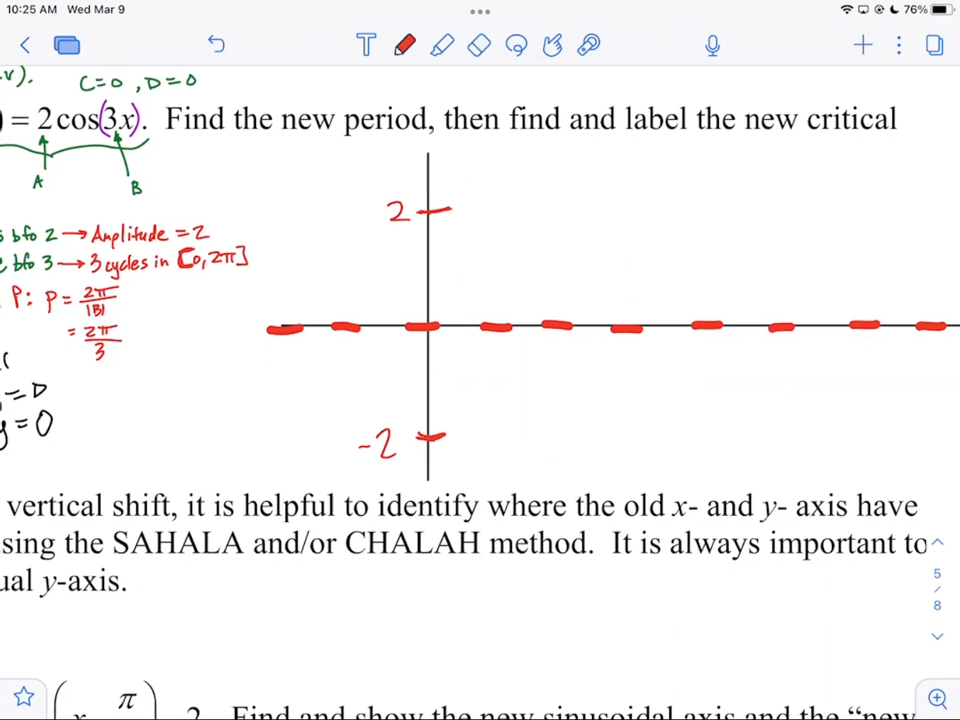 10:25 AM Wed Mar 9 76%
C=0 , D=0
) = 2cos(3x). Find the new period, then find and label the new critical
A B
2
bfo 2 → Amplitude = 2
bfo 3 → 3 cycles in [0, 2π]
P: P = 2π/|B|
= 2π/3
= D
y = 0
-2
vertical shift, it is helpful to identify where the old x- and y- axis have
sing the SAHALA and/or CHALAH method. It is always important to
ual y-axis.
5
/
8
(x π) 2 Find and show the new sinusoidal axis and the “new